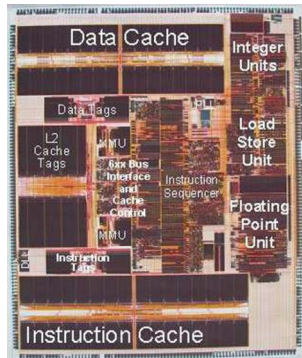 Data Cache
Integer
Units
Data Tags
L2
Cache
Tags
MMU
6xx Bus
Interface
and
Cache
Control
MMU
Instruction
Sequencer
Load
Store
Unit
Floating
Point
Unit
Instruction
Tags
DLL
Instruction Cache